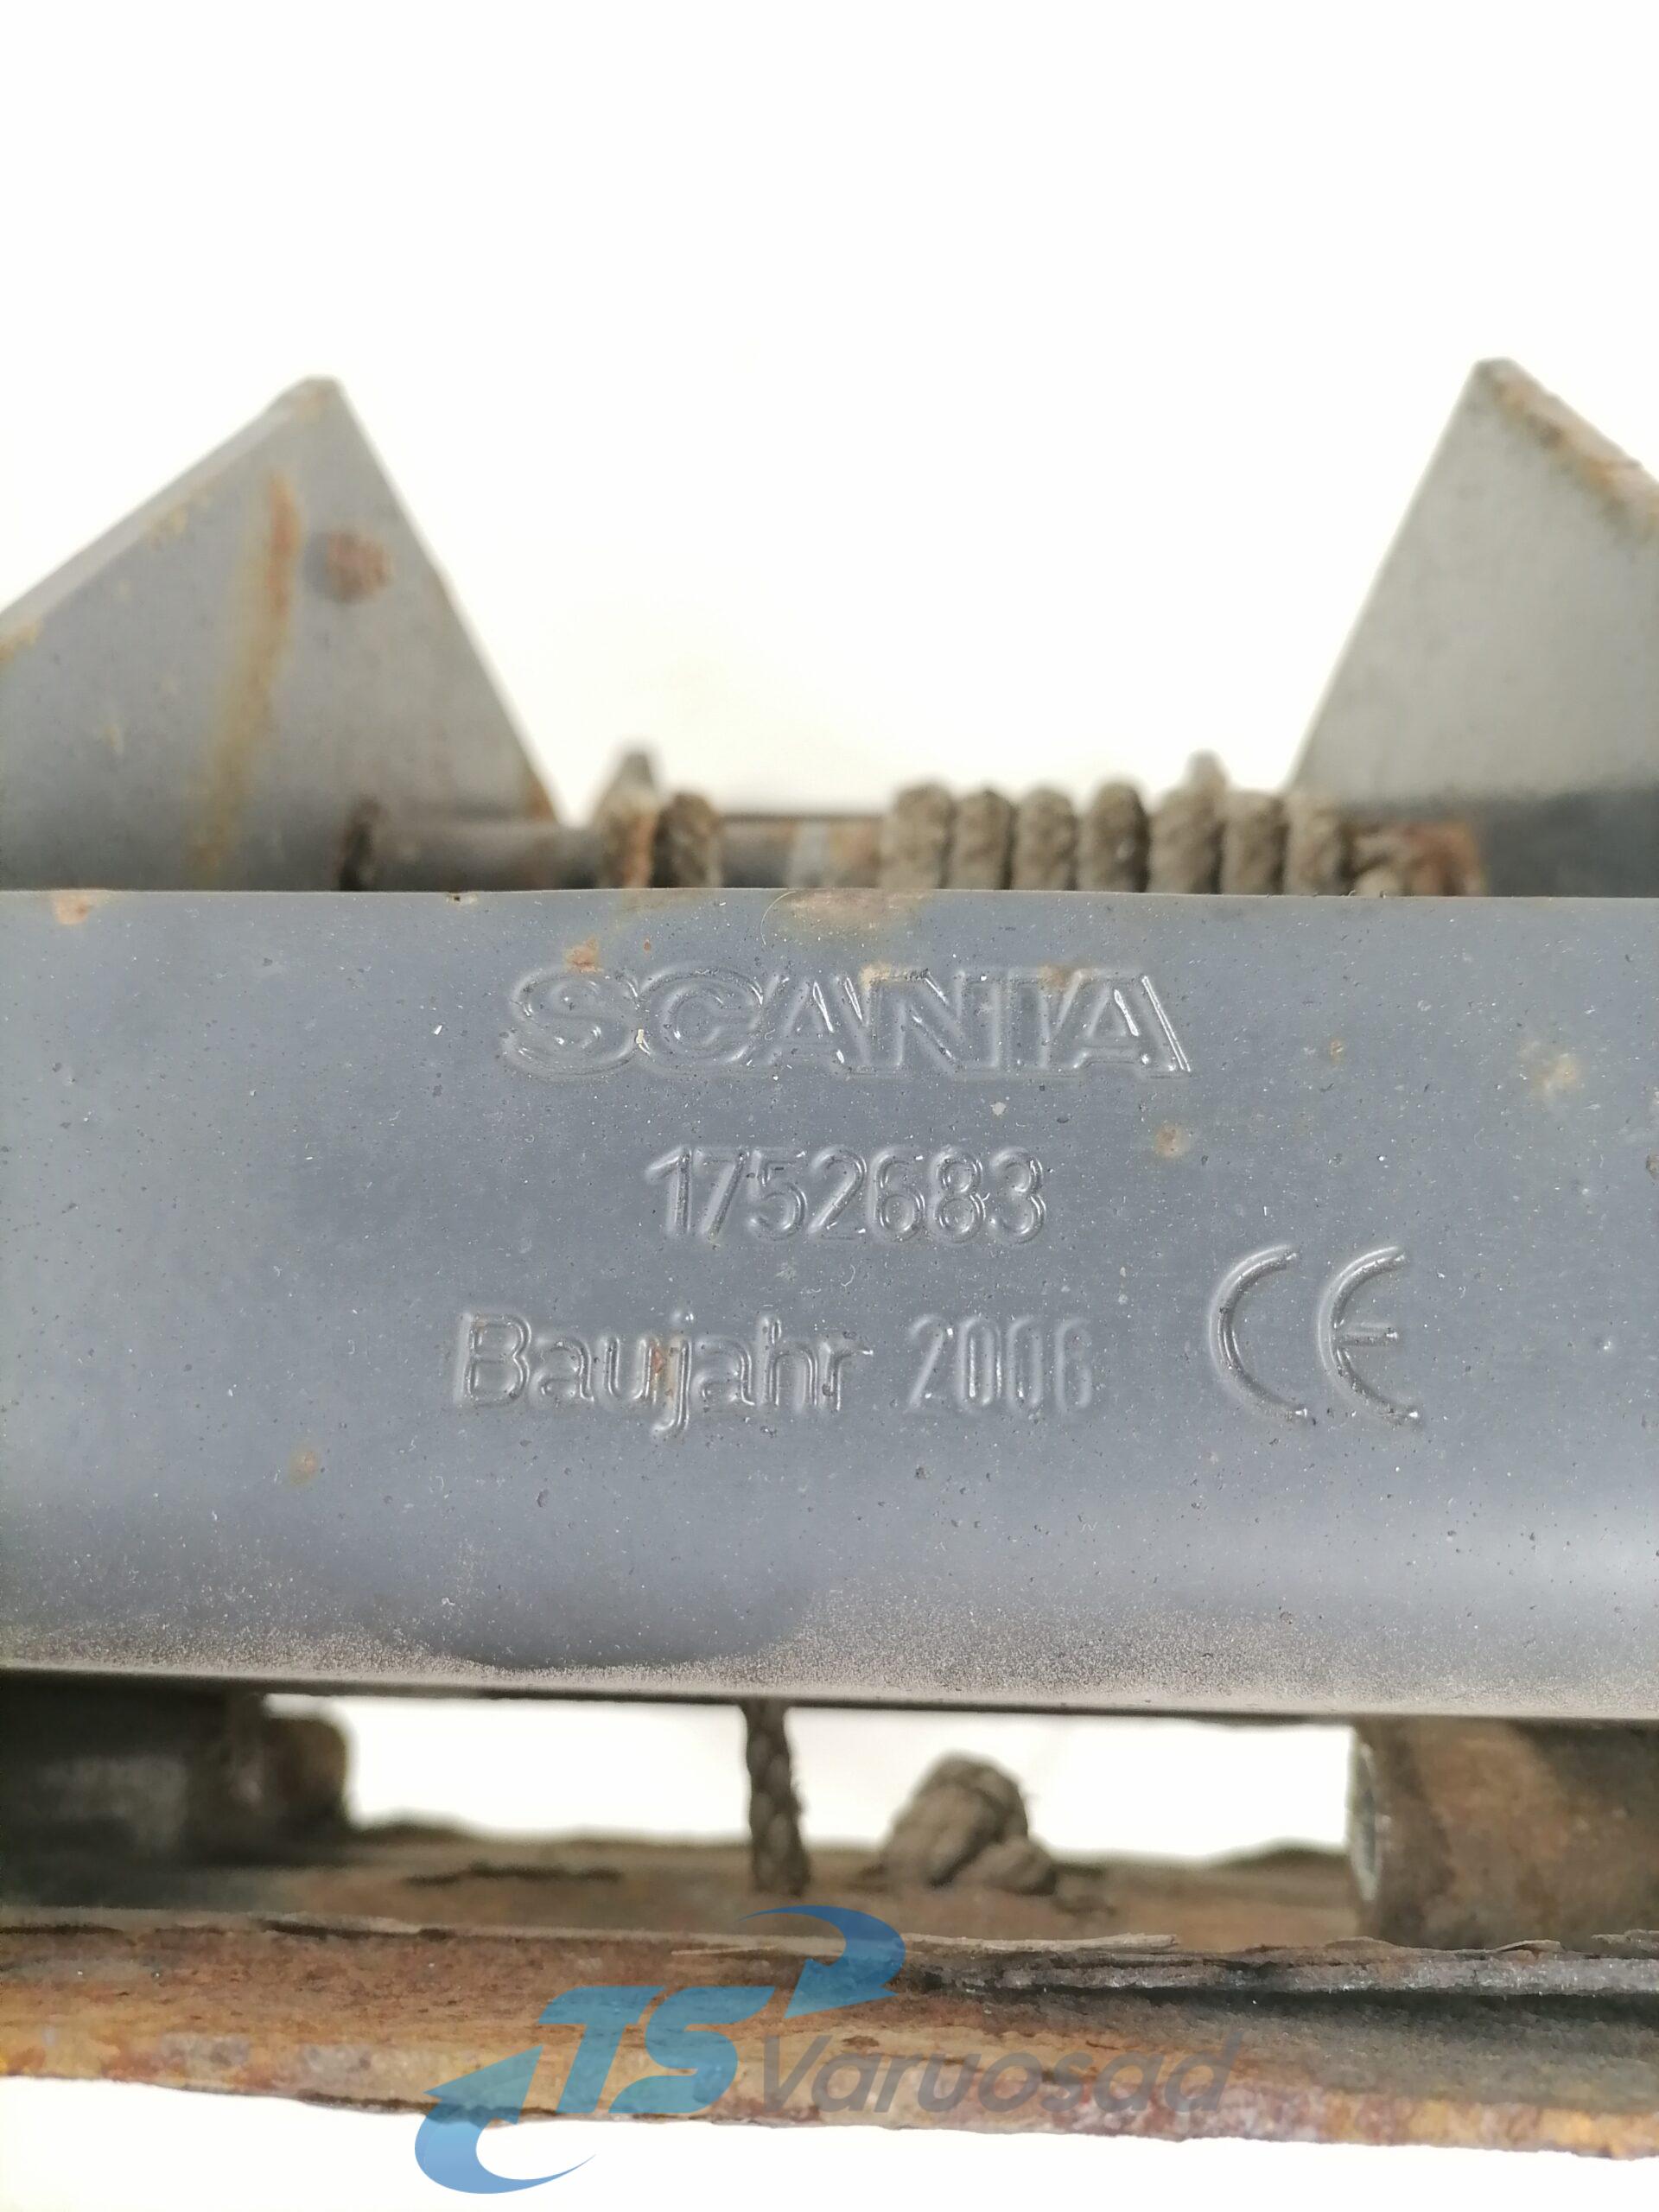 SCANIA
1752683
Baujahr 2006 CE
TS Varuosad